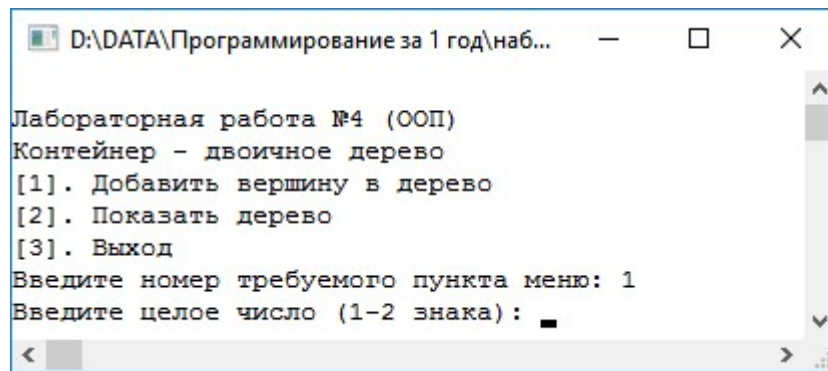 D:\DATA\Программирование за 1 год\наб...
Лабораторная работа №4 (ООП)
Контейнер - двоичное дерево
[1]. Добавить вершину в дерево
[2]. Показать дерево
[3]. Выход
Введите номер требуемого пункта меню: 1
Введите целое число (1-2 знака):